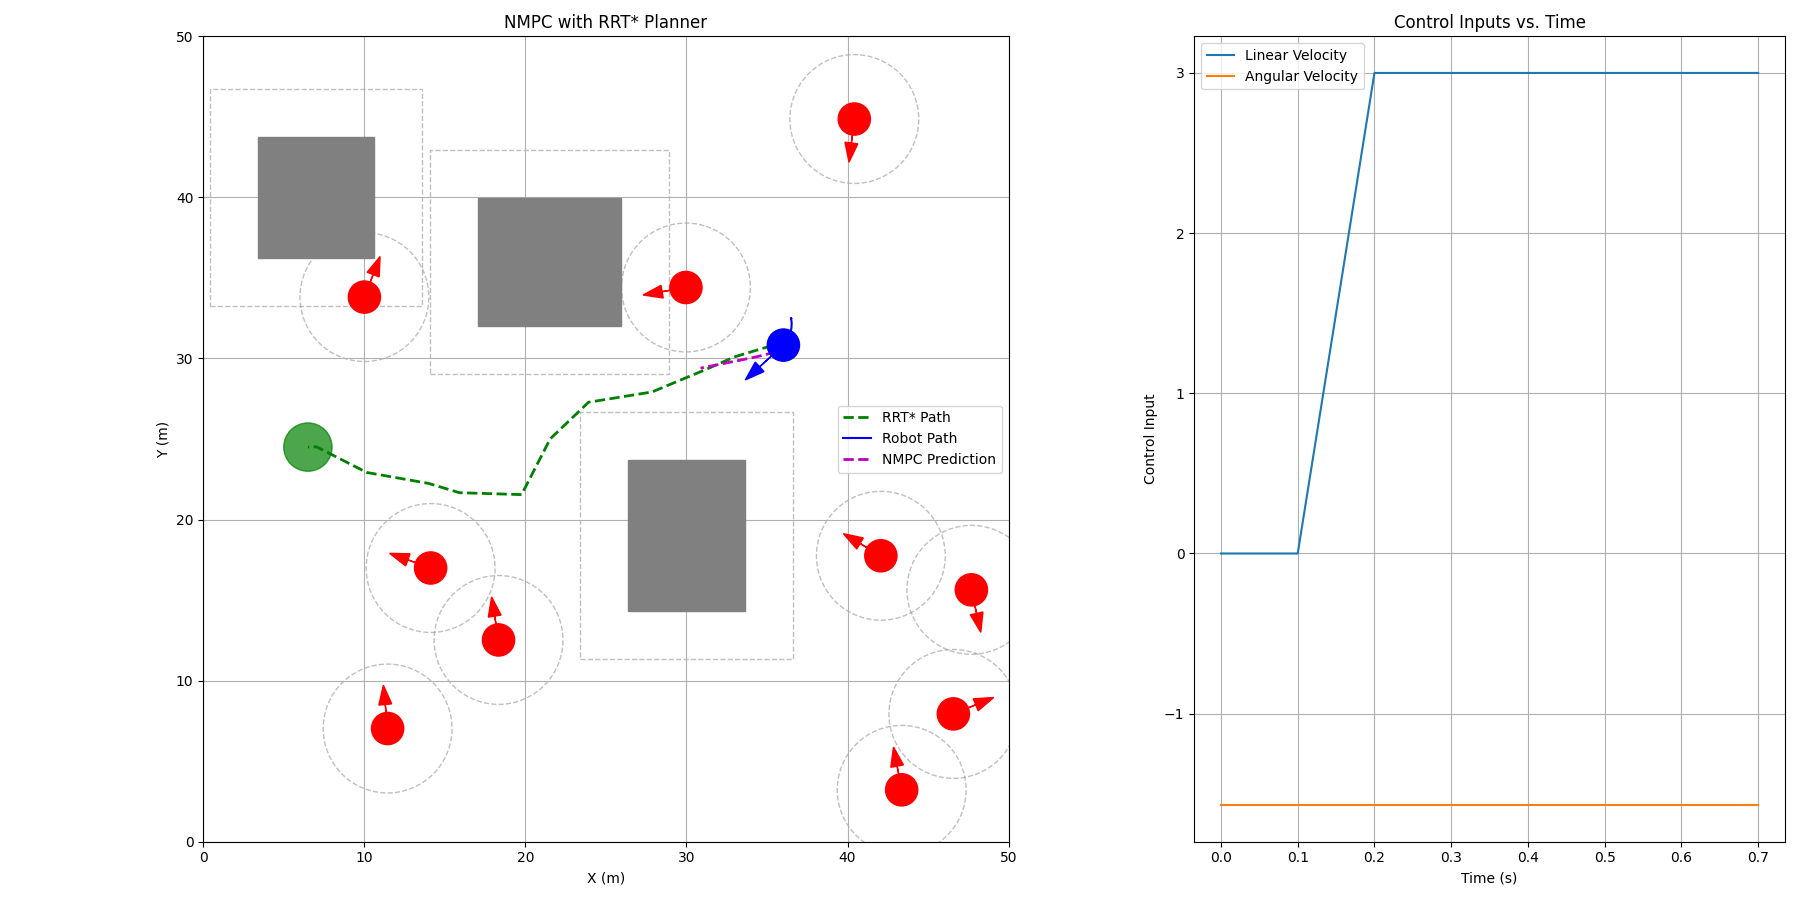 NMPC with RRT* Planner
50
40
30
20
10
0
Y (m)
0 10 20 30 40 50
X (m)
RRT* Path
Robot Path
NMPC Prediction
Control Inputs vs. Time
Linear Velocity
Angular Velocity
3
2
1
0
−1
Control Input
0.0 0.1 0.2 0.3 0.4 0.5 0.6 0.7
Time (s)